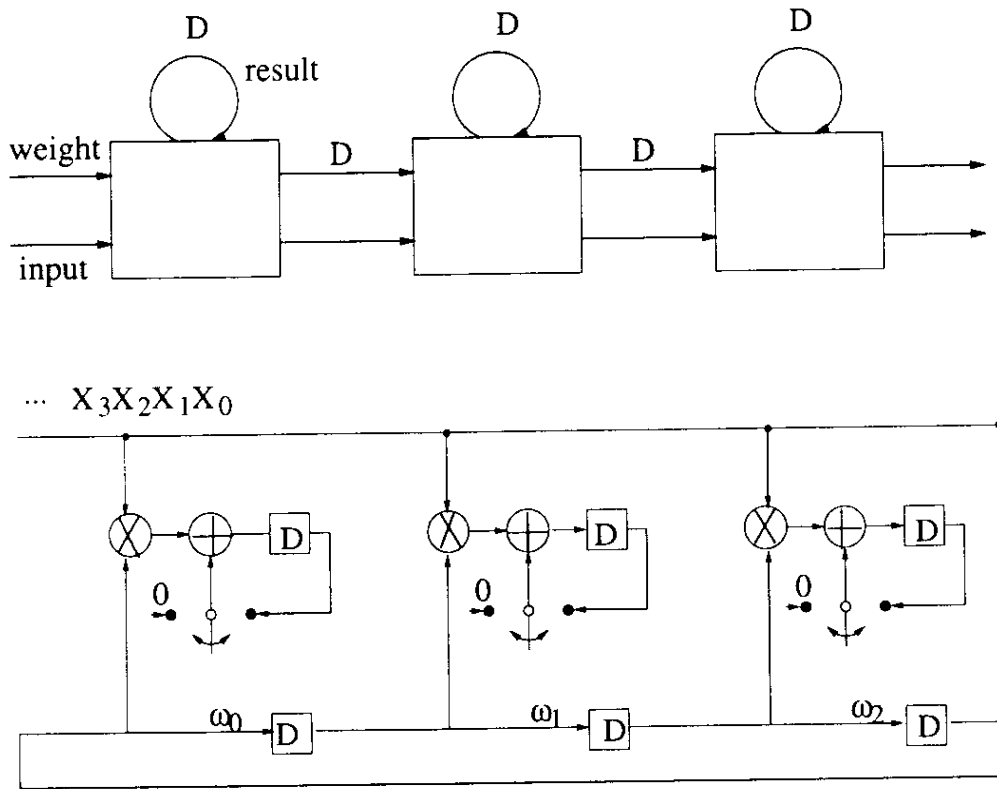 D D D
result
weight D D
input
... X₃X₂X₁X₀
D D D
0 0 0
ω₀ D ω₁ D ω₂ D